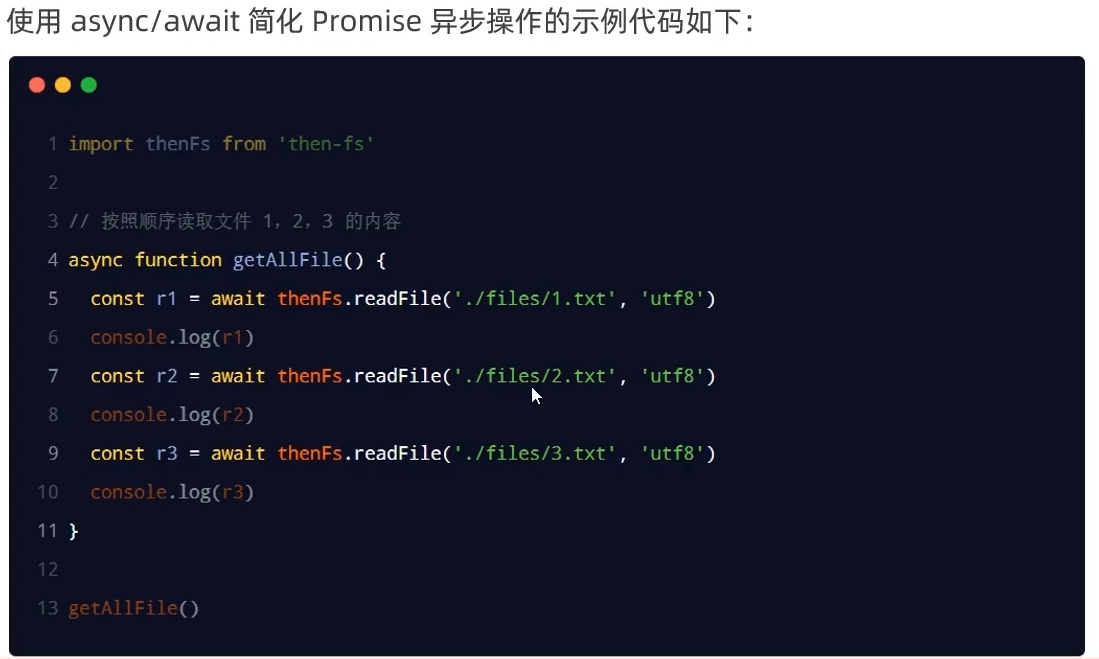 使用 async/await 简化 Promise 异步操作的示例代码如下：
1 import thenFs from 'then-fs'
2
3 // 按照顺序读取文件 1，2，3 的内容
4 async function getAllFile() {
5   const r1 = await thenFs.readFile('./files/1.txt', 'utf8')
6   console.log(r1)
7   const r2 = await thenFs.readFile('./files/2.txt', 'utf8')
8   console.log(r2)
9   const r3 = await thenFs.readFile('./files/3.txt', 'utf8')
10   console.log(r3)
11 }
12
13 getAllFile()